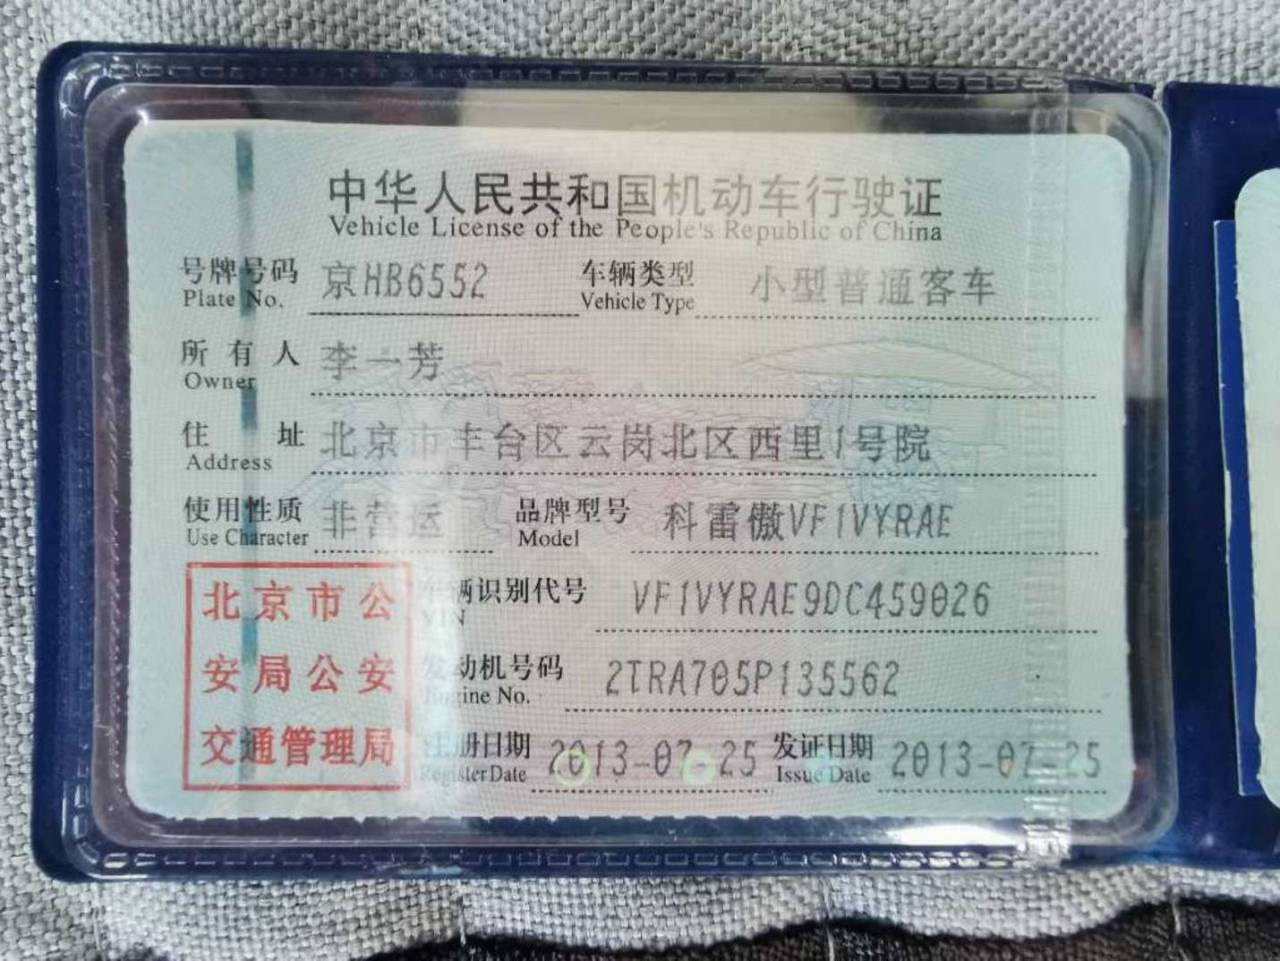 中华人民共和国机动车行驶证
Vehicle License of the People's Republic of China
号牌号码 京HB6552 车辆类型 小型普通客车
Plate No. Vehicle Type
所有人 李一芳
Owner
住址 北京市丰台区云岗北区西里1号院
Address
使用性质 非营运 品牌型号 科雷傲VF1VYRAE
Use Character Model
北京市公 车辆识别代号 VF1VYRAE9DC459026
VIN
安局公安 发动机号码 2TRA705P135562
Engine No.
交通管理局 注册日期 2013-07-25 发证日期 2013-07-25
Register Date Issue Date